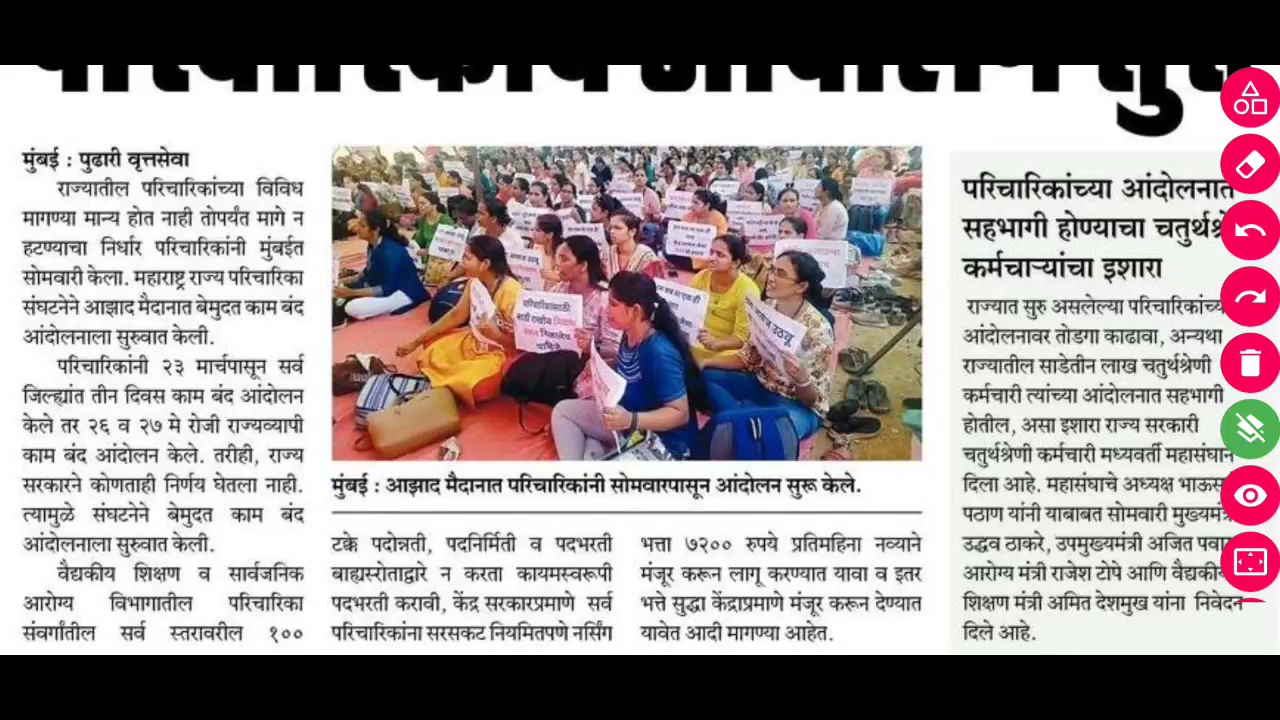 मुंबई : पुढारी वृत्तसेवा
राज्यातील परिचारिकांच्या विविध
मागण्या मान्य होत नाही तोपर्यंत मागे न
हटण्याचा निर्धार परिचारिकांनी मुंबईत
सोमवारी केला. महाराष्ट्र राज्य परिचारिका
संघटनेने आझाद मैदानात बेमुदत काम बंद
आंदोलनाला सुरुवात केली.
परिचारिकांनी २३ मार्चपासून सर्व
जिल्ह्यांत तीन दिवस काम बंद आंदोलन
केले तर २६ व २७ मे रोजी राज्यव्यापी
काम बंद आंदोलन केले. तरीही, राज्य
सरकारने कोणताही निर्णय घेतला नाही.
त्यामुळे संघटनेने बेमुदत काम बंद
आंदोलनाला सुरुवात केली.
वैद्यकीय शिक्षण व सार्वजनिक
आरोग्य विभागातील परिचारिका
संवर्गातील सर्व स्तरावरील १००
मुंबई : आझाद मैदानात परिचारिकांनी सोमवारपासून आंदोलन सुरू केले.
टक्के पदोन्नती, पदनिर्मिती व पदभरती
बाह्यस्रोताद्वारे न करता कायमस्वरूपी
पदभरती करावी, केंद्र सरकारप्रमाणे सर्व
परिचारिकांना सरसकट नियमितपणे नर्सिंग
भत्ता ७२०० रुपये प्रतिमहिना नव्याने
मंजूर करून लागू करण्यात यावा व इतर
भत्ते सुद्धा केंद्राप्रमाणे मंजूर करून देण्यात
यावेत आदी मागण्या आहेत.
परिचारिकांच्या आंदोलनात
सहभागी होण्याचा
कर्मचाऱ्यांचा इशारा
राज्यात सुरु असलेल्या परिचारिकांच्या
आंदोलनावर तोडगा काढावा, अन्यथा
राज्यातील साडेतीन लाख चतुर्थश्रेणी
कर्मचारी त्यांच्या आंदोलनात सहभागी
होतील, असा इशारा राज्य सरकारी
चतुर्थश्रेणी कर्मचारी मध्यवर्ती महासंघाने
दिला आहे. महासंघाचे अध्यक्ष
पठाण यांनी याबाबत सोमवारी
उद्धव ठाकरे, उपमुख्यमंत्री अजित
आरोग्य मंत्री राजेश टोपे आणि
शिक्षण मंत्री अमित देशमुख यांना निवेदन
दिले आहे.